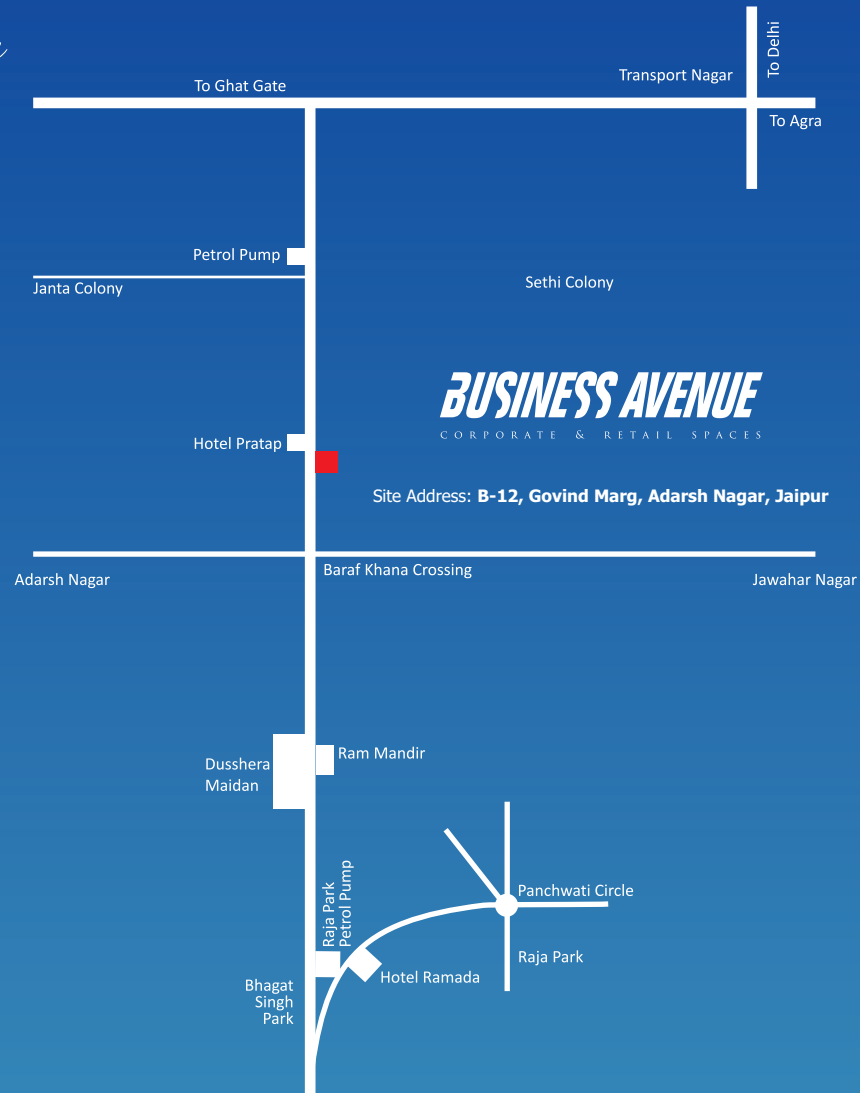 To Delhi
Transport Nagar
To Ghat Gate
To Agra
Petrol Pump
Janta Colony
Sethi Colony
BUSINESS AVENUE
CORPORATE & RETAIL SPACES
Hotel Pratap
Site Address: B-12, Govind Marg, Adarsh Nagar, Jaipur
Baraf Khana Crossing
Adarsh Nagar
Jawahar Nagar
Ram Mandir
Dusshera
Maidan
Raja Park
Petrol Pump
Panchwati Circle
Raja Park
Hotel Ramada
Bhagat
Singh
Park